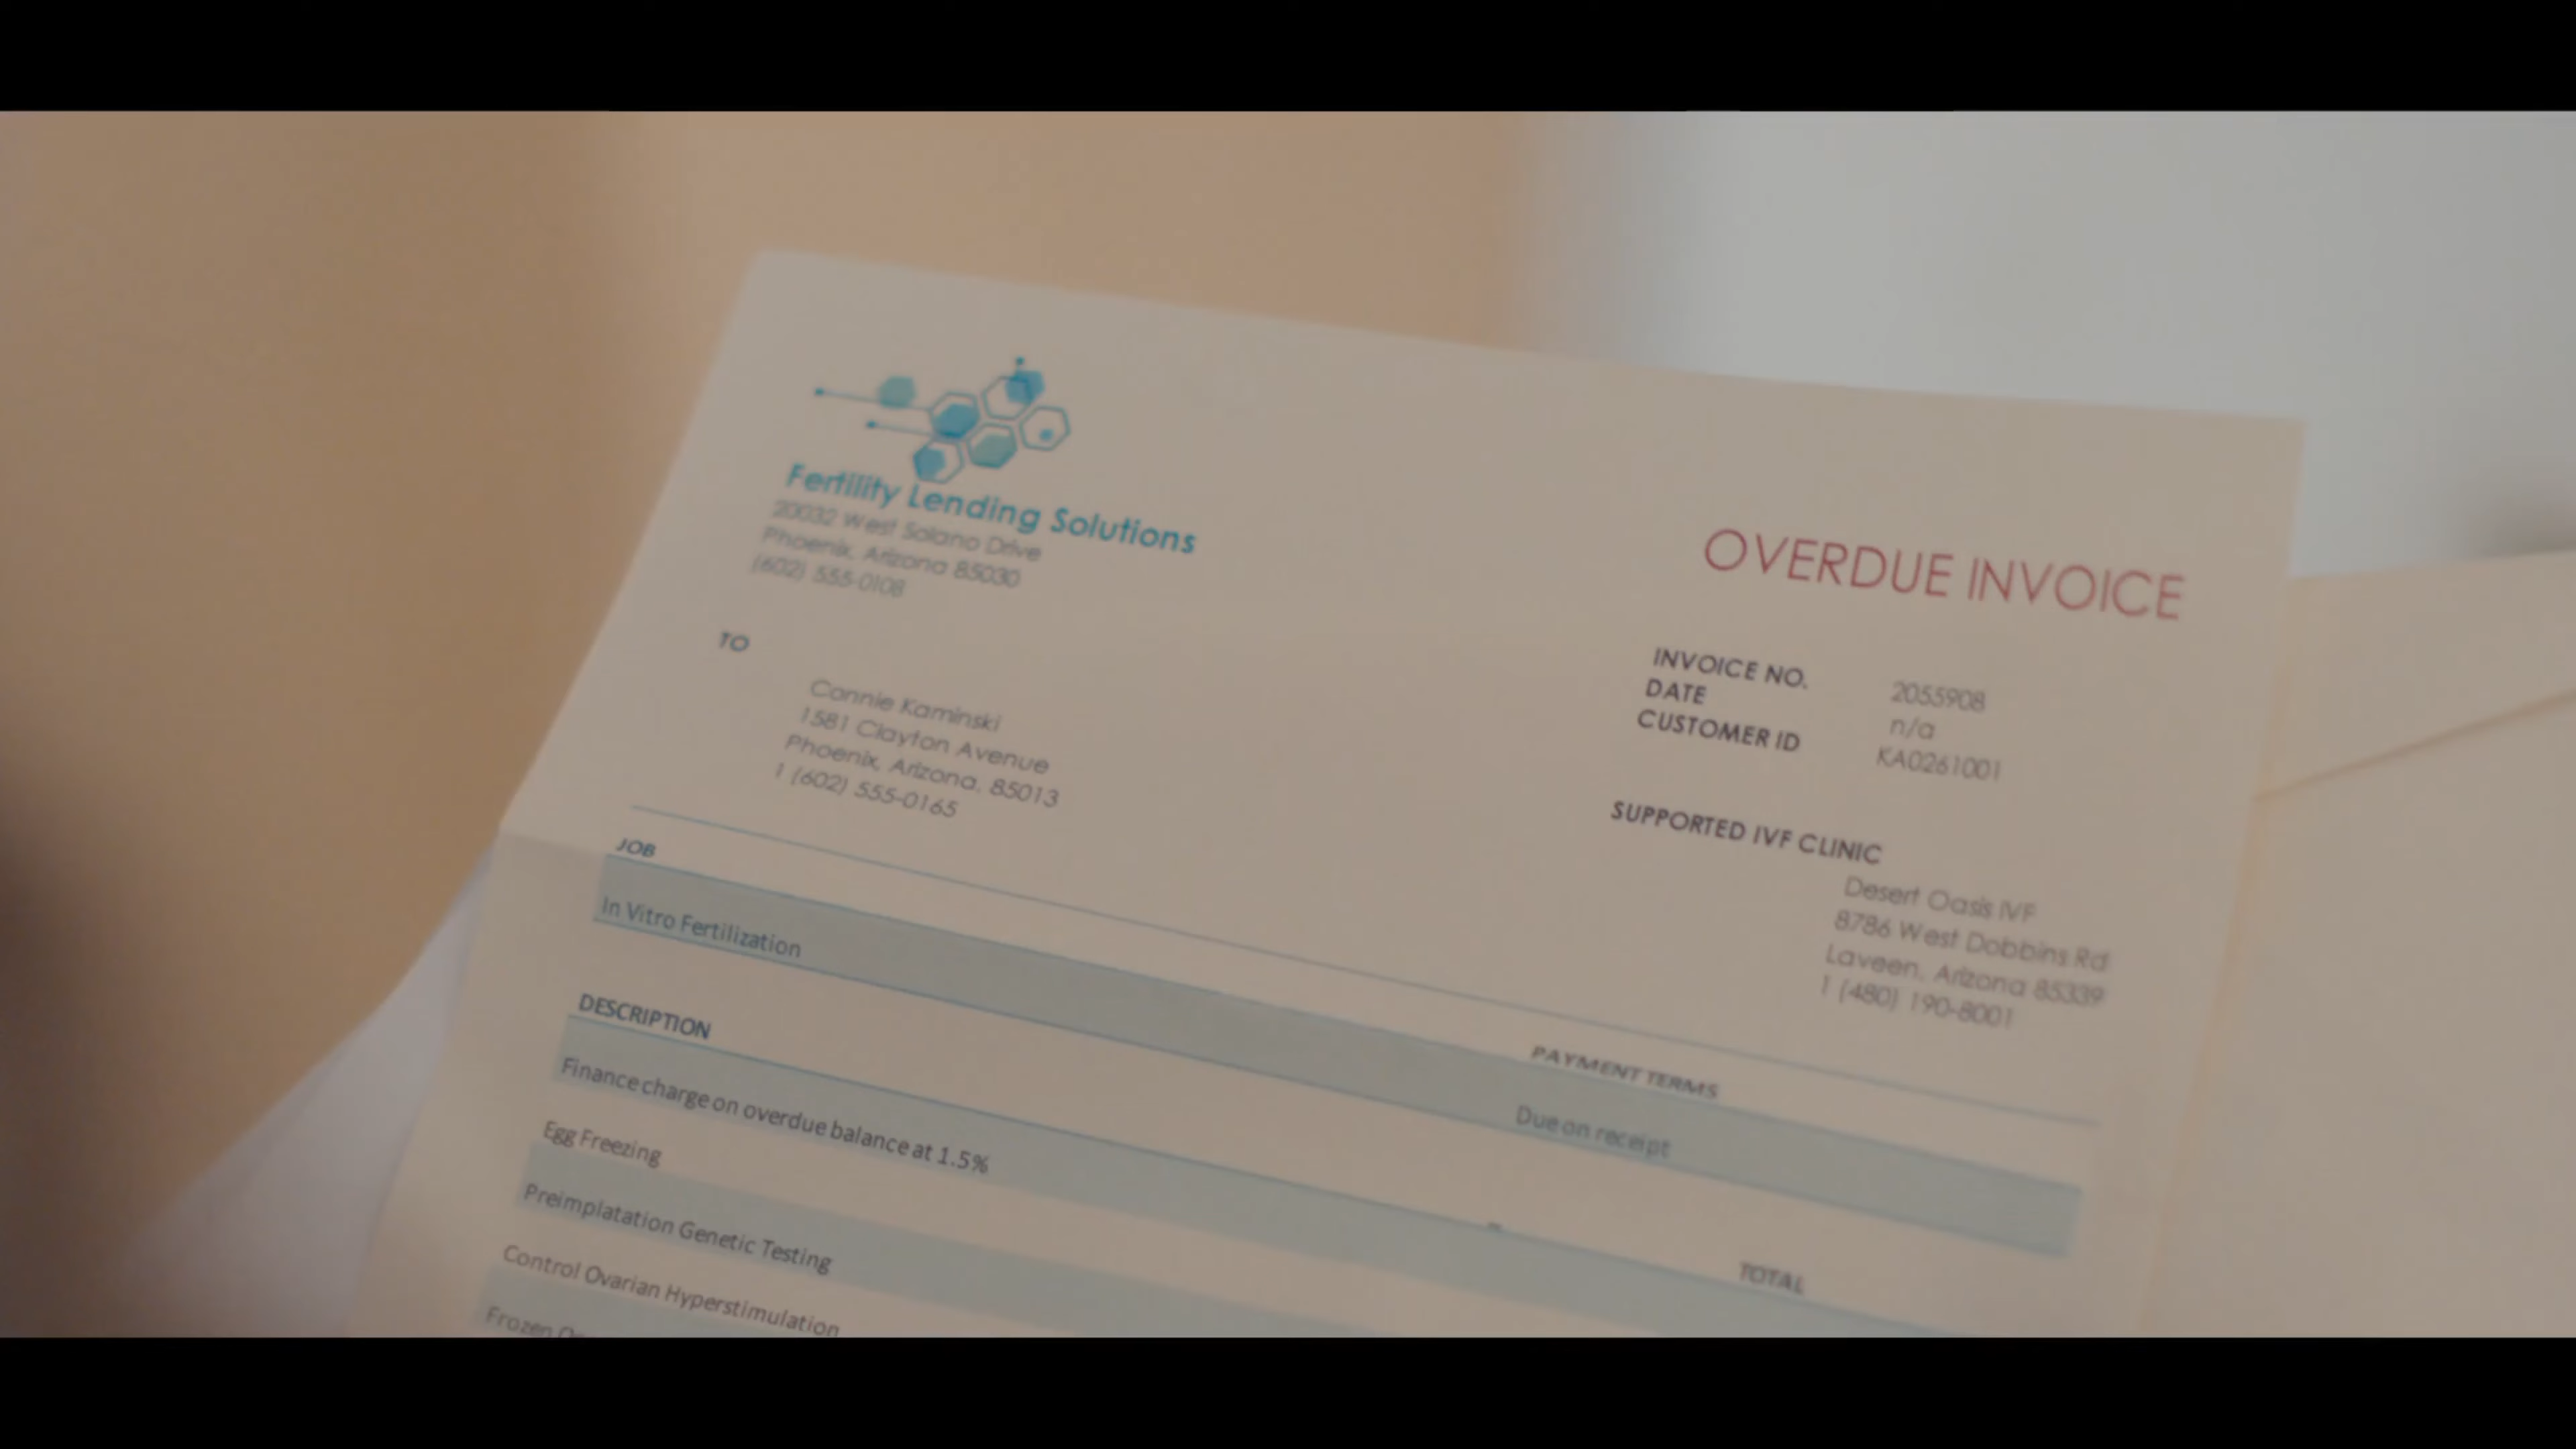 Fertility Lending Solutions
20032 West Solano Drive
Phoenix, Arizona 85030
(602) 555-0108
OVERDUE INVOICE
TO
Connie Kaminski
1581 Clayton Avenue
Phoenix, Arizona, 85013
1 (602) 555-0165
INVOICE NO. 2055908
DATE n/a
CUSTOMER ID KA0261001
SUPPORTED IVF CLINIC
Desert Oasis IVF
8786 West Dobbins Rd
Laveen, Arizona 85339
1 (480) 190-8001
JOB
PAYMENT TERMS
In Vitro Fertilization
Due on receipt
DESCRIPTION
TOTAL
Finance charge on overdue balance at 1.5%
Egg Freezing
Preimplatation Genetic Testing
Control Ovarian Hyperstimulation
Frozen